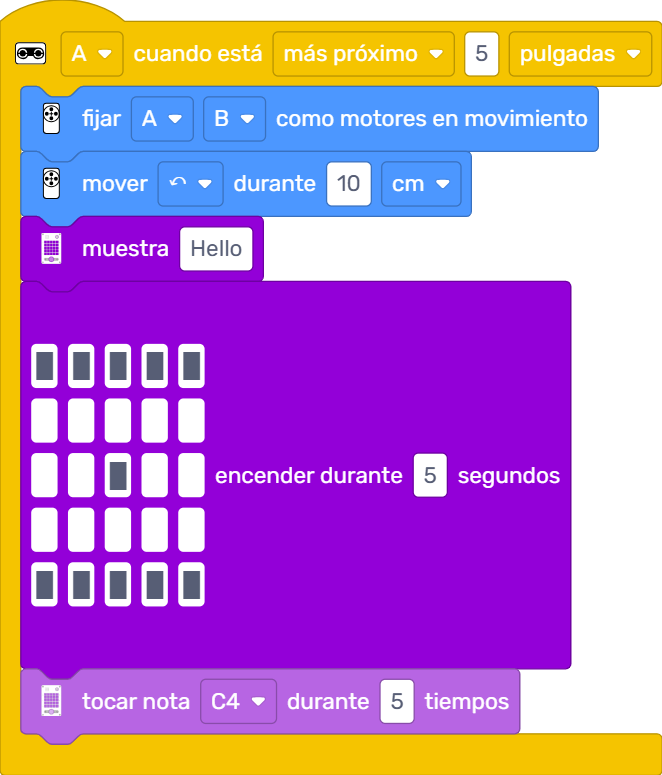 A cuando está más próximo 5 pulgadas
fijar A B como motores en movimiento
mover durante 10 cm
muestra Hello
encender durante 5 segundos
tocar nota C4 durante 5 tiempos